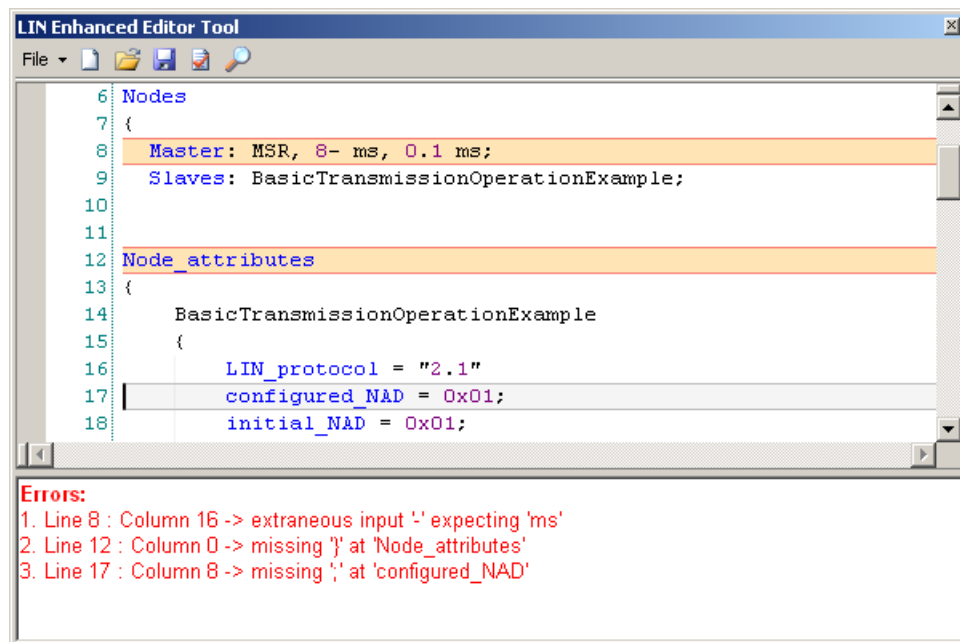 LIN Enhanced Editor Tool
File
6 Nodes
7 {
8 Master: MSR, 8- ms, 0.1 ms;
9 Slaves: BasicTransmissionOperationExample;
10
11
12 Node_attributes
13 {
14 BasicTransmissionOperationExample
15 {
16 LIN_protocol = "2.1"
17 configured_NAD = 0x01;
18 initial_NAD = 0x01;
Errors:
1. Line 8 : Column 16 -> extraneous input '-' expecting 'ms'
2. Line 12 : Column 0 -> missing '}' at 'Node_attributes'
3. Line 17 : Column 8 -> missing ';' at 'configured_NAD'